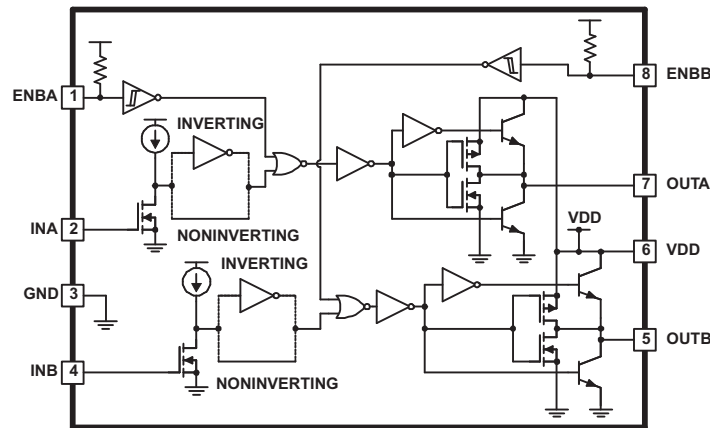 ENBA 1
8 ENBB
INVERTING
INA 2
NONINVERTING
7 OUTA
VDD
6 VDD
INVERTING
GND 3
5 OUTB
INB 4
NONINVERTING